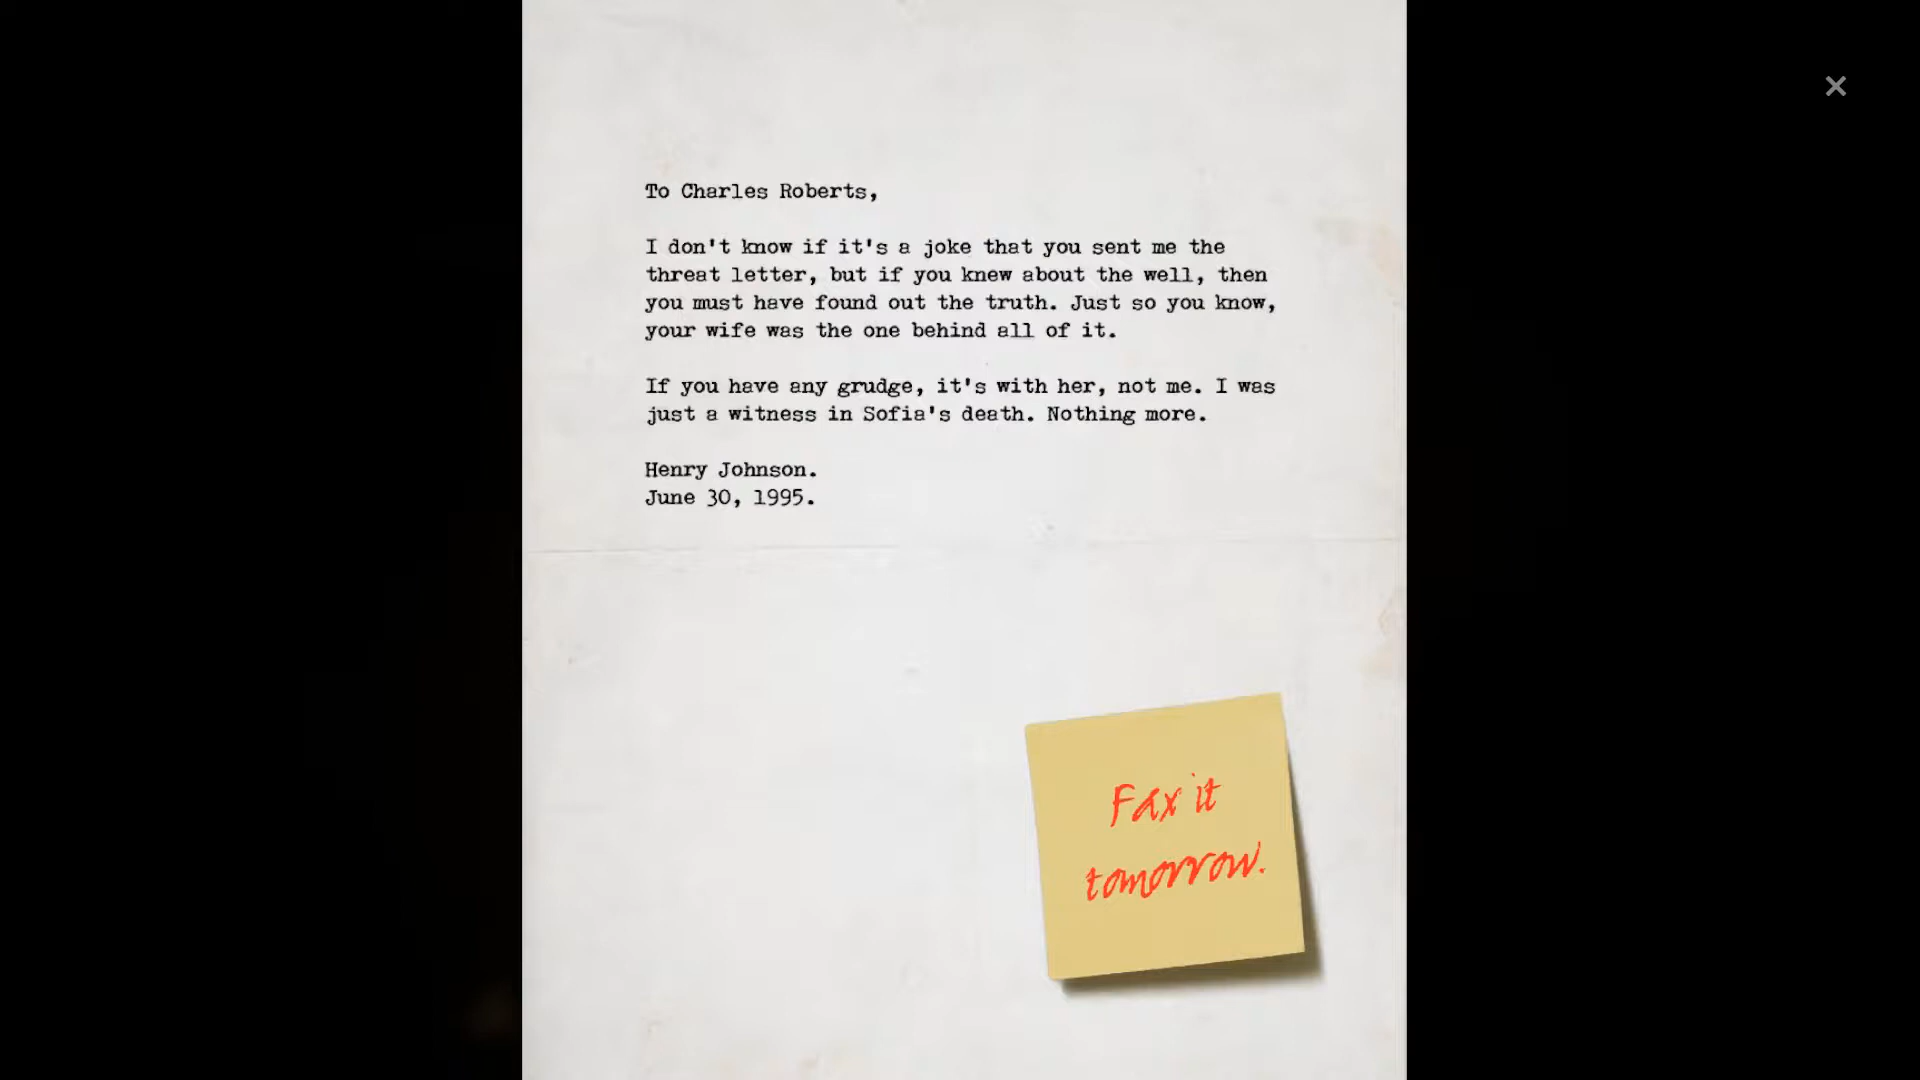 To Charles Roberts,
I don't know if it's a joke that you sent me the
threat letter, but if you knew about the well, then
you must have found out the truth. Just so you know,
your wife was the one behind all of it.
If you have any grudge, it's with her, not me. I was
just a witness in Sofia's death. Nothing more.
Henry Johnson.
June 30, 1995.
Fax it
tomorrow.